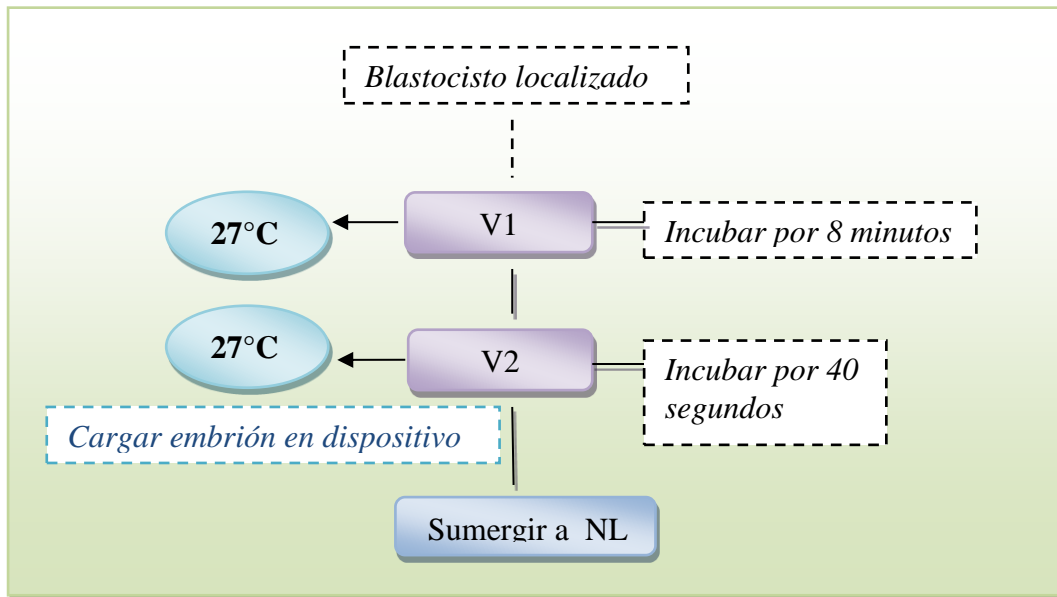 Blastocisto localizado
27°C
V1
Incubar por 8 minutos
27°C
V2
Incubar por 40
segundos
Cargar embrión en dispositivo
Sumergir a NL